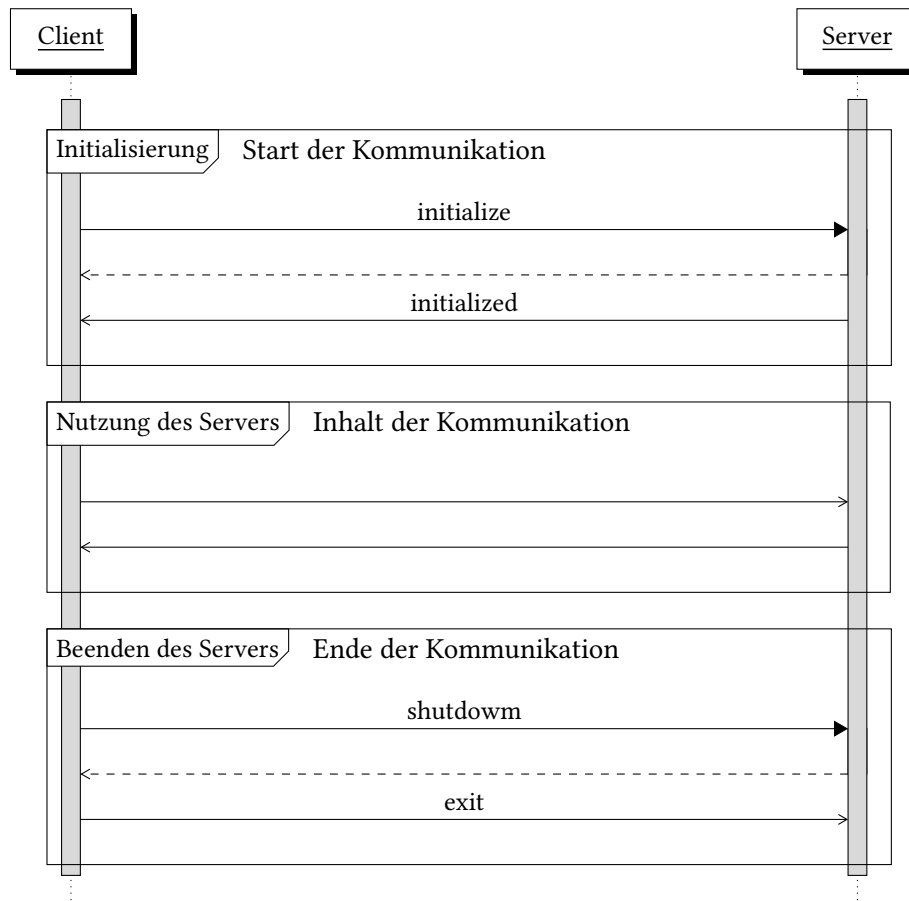 Client
Server
Initialisierung
Start der Kommunikation
initialize
initialized
Nutzung des Servers
Inhalt der Kommunikation
Beenden des Servers
Ende der Kommunikation
shutdowm
exit